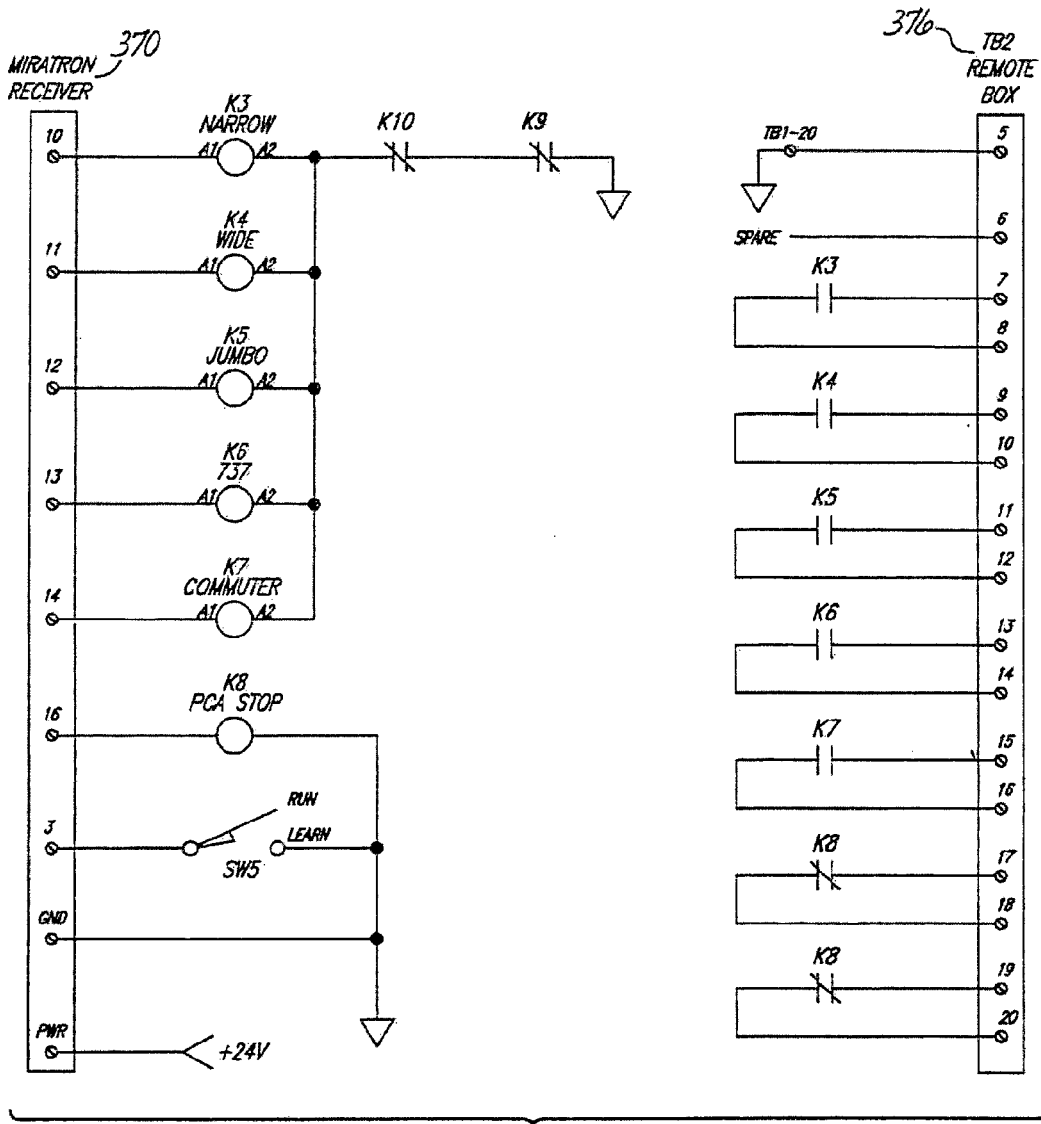 370
MIRATRON
RECEIVER
10
K3
NARROW
A1 A2
K10
K9
11
K4
WIDE
A1 A2
12
K5
JUMBO
A1 A2
13
K6
737
A1 A2
14
K7
COMMUTER
A1 A2
16
K8
PCA STOP
3
RUN
LEARN
SW5
GND
PWR
+24V
376
TB2
REMOTE
BOX
TB1-20
5
SPARE
6
K3
7
8
K4
9
10
K5
11
12
K6
13
14
K7
15
16
K8
17
18
K8
19
20